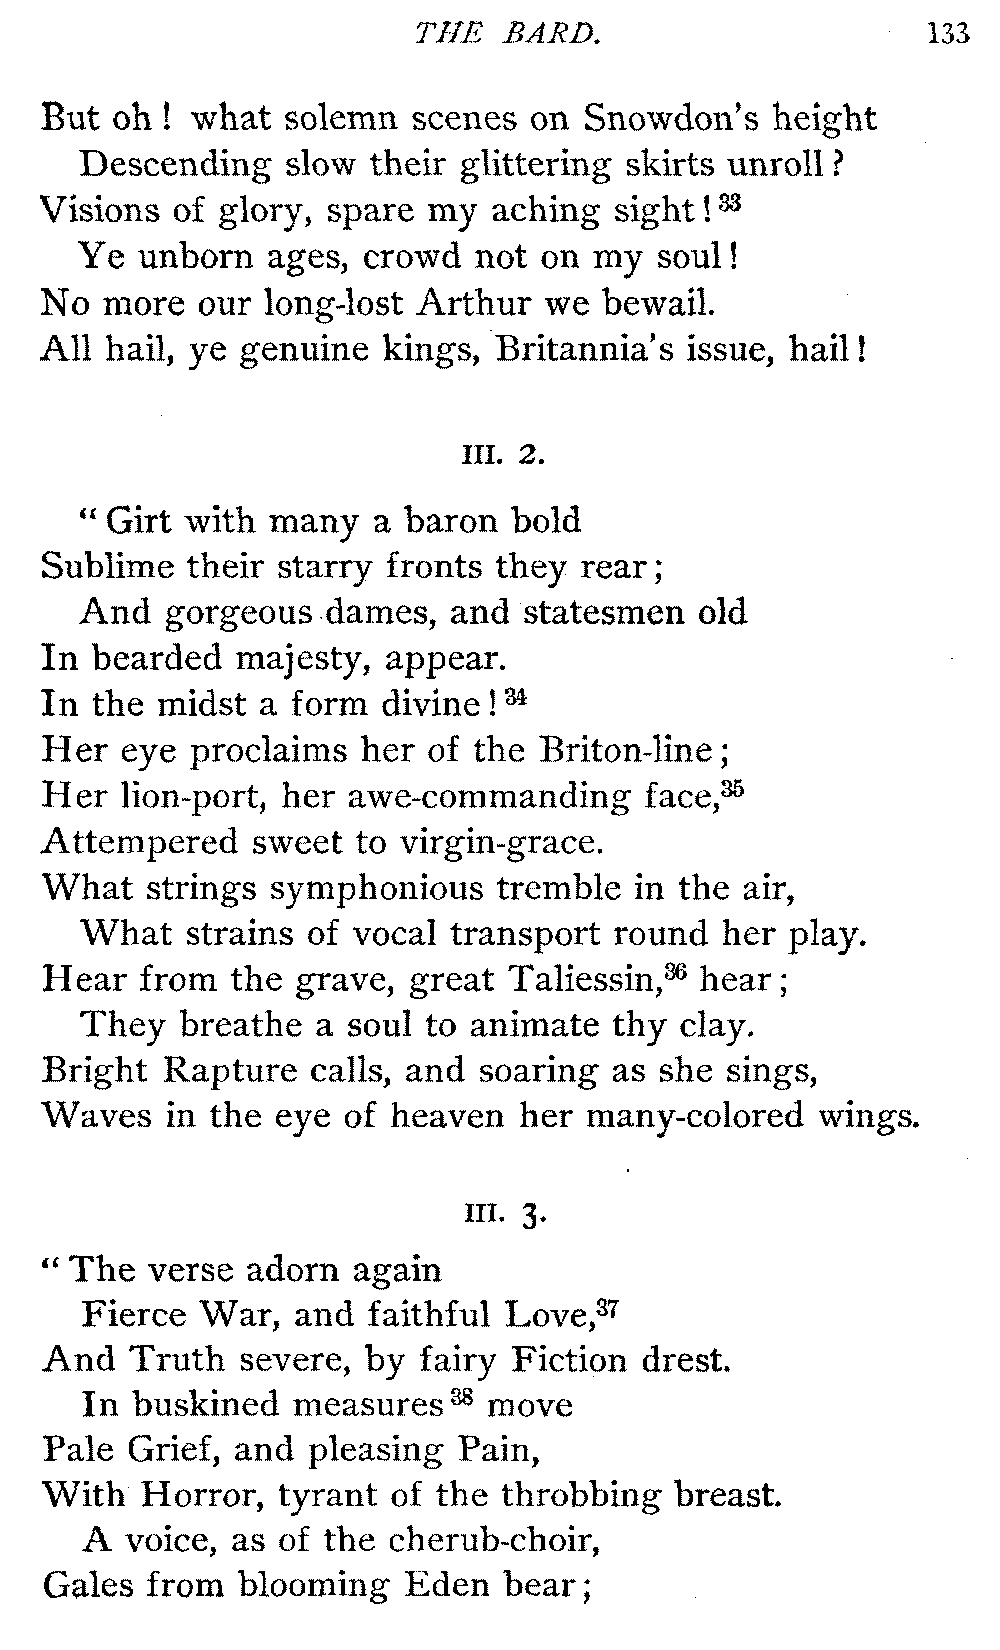 THE BARD. 133
But oh! what solemn scenes on Snowdon's height
Descending slow their glittering skirts unroll?
Visions of glory, spare my aching sight!³³
Ye unborn ages, crowd not on my soul!
No more our long-lost Arthur we bewail.
All hail, ye genuine kings, Britannia's issue, hail!
III. 2.
“Girt with many a baron bold
Sublime their starry fronts they rear;
And gorgeous dames, and statesmen old
In bearded majesty, appear.
In the midst a form divine!³⁴
Her eye proclaims her of the Briton-line;
Her lion-port, her awe-commanding face,³⁵
Attempered sweet to virgin-grace.
What strings symphonious tremble in the air,
What strains of vocal transport round her play.
Hear from the grave, great Taliessin,³⁶ hear;
They breathe a soul to animate thy clay.
Bright Rapture calls, and soaring as she sings,
Waves in the eye of heaven her many-colored wings.
III. 3.
“The verse adorn again
Fierce War, and faithful Love,³⁷
And Truth severe, by fairy Fiction drest.
In buskined measures³⁸ move
Pale Grief, and pleasing Pain,
With Horror, tyrant of the throbbing breast.
A voice, as of the cherub-choir,
Gales from blooming Eden bear;